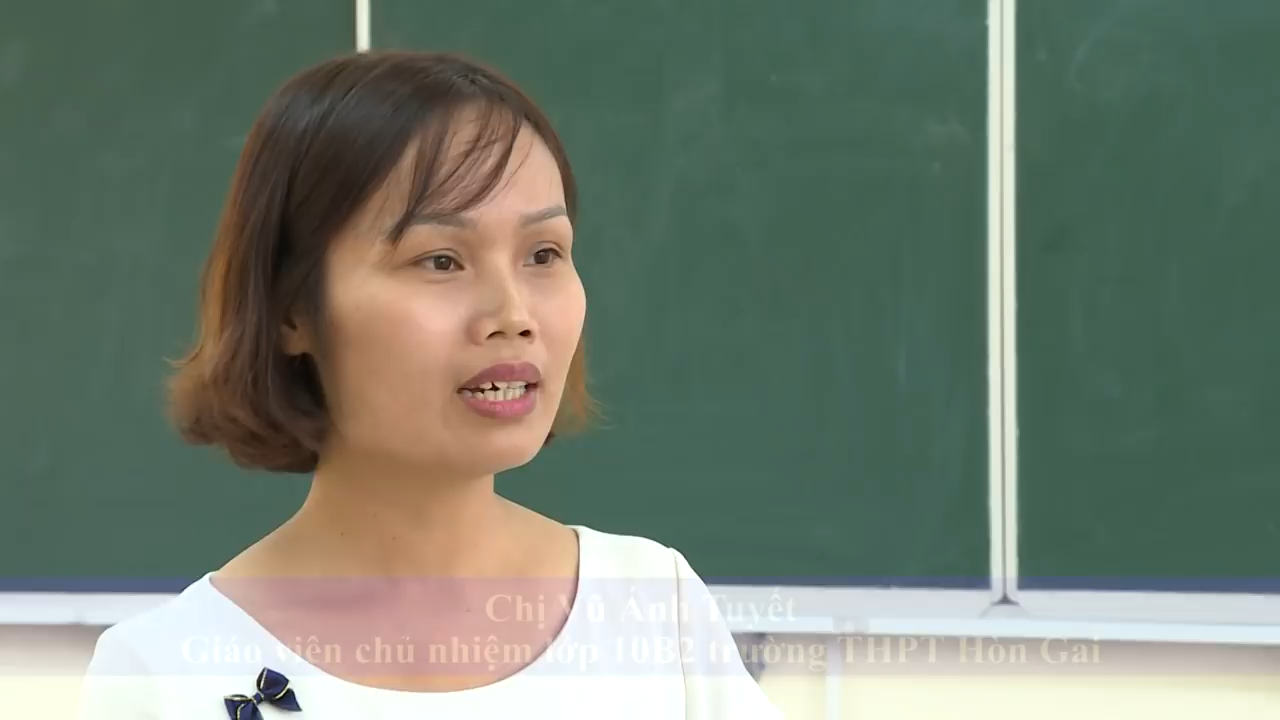 Chị Vũ Ánh Tuyết
Giáo viên chủ nhiệm lớp 10B2 trường THPT Hòn Gai